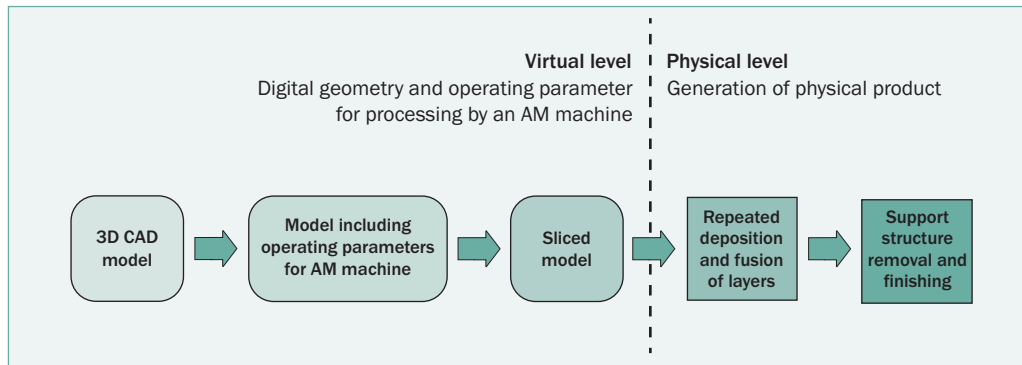 Virtual level
Digital geometry and operating parameter
for processing by an AM machine
Physical level
Generation of physical product
3D CAD
model
Model including
operating parameters
for AM machine
Sliced
model
Repeated
deposition
and fusion
of layers
Support
structure
removal and
finishing